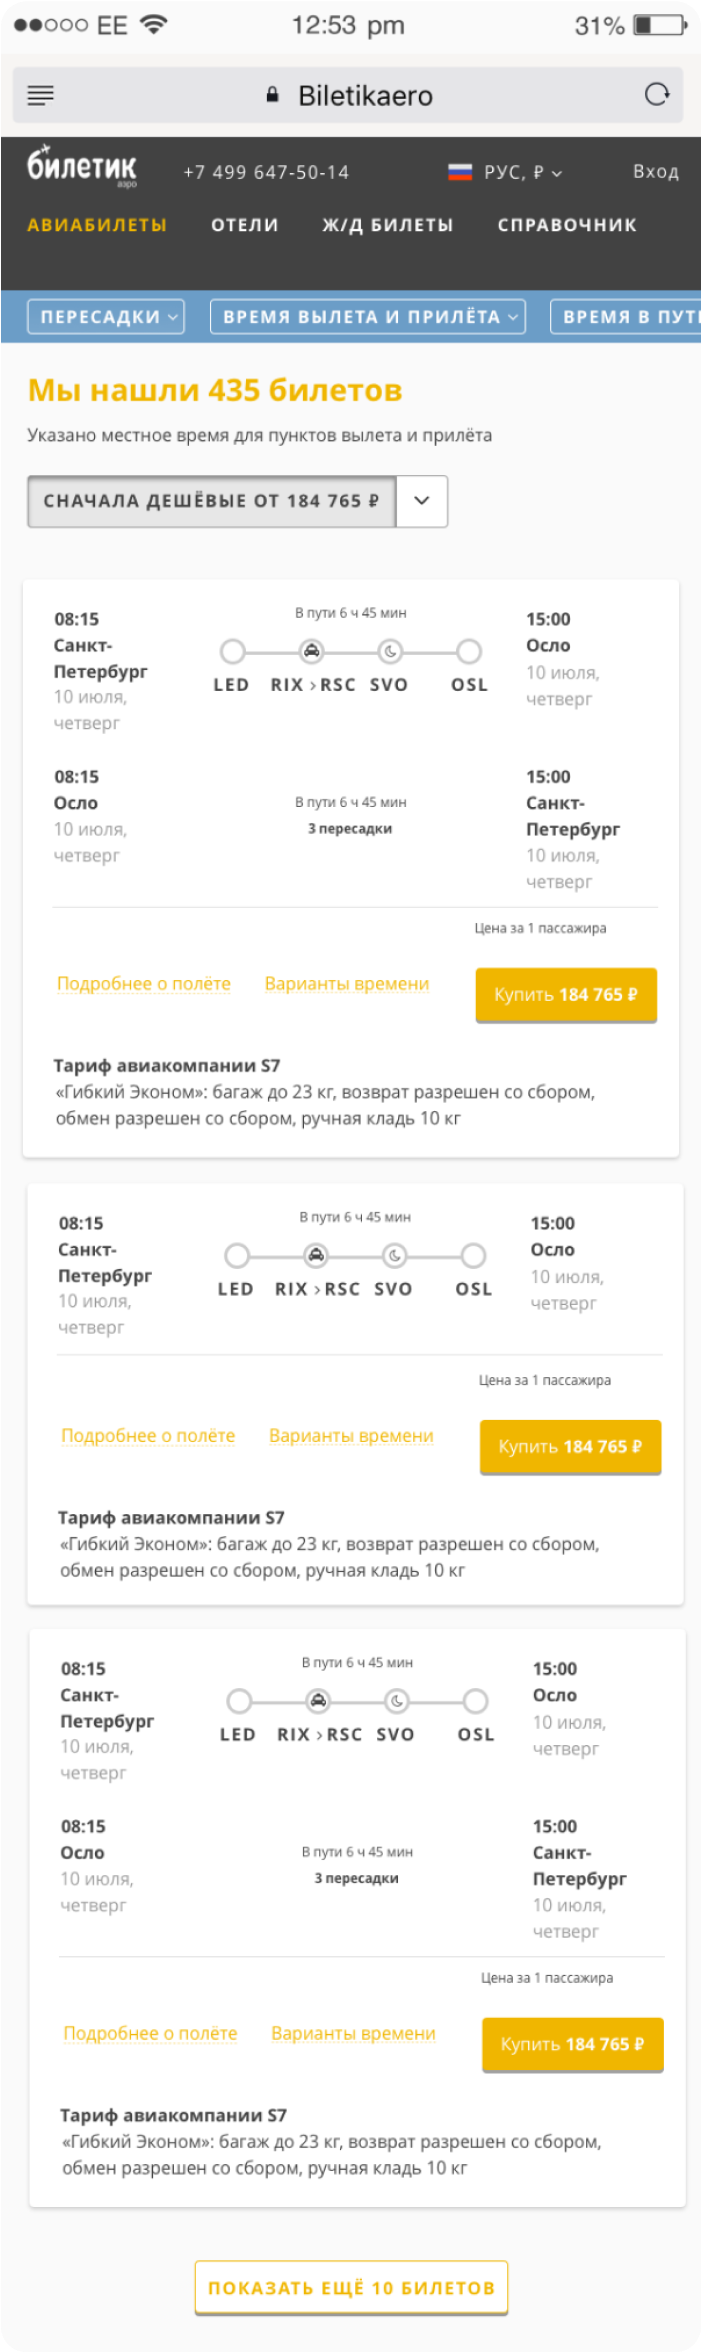 EE 12:53 pm 31%
Biletikaero
билетик
аэро
+7 499 647-50-14 РУС, ₽ Вход
АВИАБИЛЕТЫ ОТЕЛИ Ж/Д БИЛЕТЫ СПРАВОЧНИК
ПЕРЕСАДКИ ВРЕМЯ ВЫЛЕТА И ПРИЛЁТА ВРЕМЯ В ПУТИ
Мы нашли 435 билетов
Указано местное время для пунктов вылета и прилёта
СНАЧАЛА ДЕШЁВЫЕ ОТ 184 765 ₽
08:15
Санкт-
Петербург
10 июля,
четверг
В пути 6 ч 45 мин
LED RIX > RSC SVO OSL
15:00
Осло
10 июля,
четверг
08:15
Осло
10 июля,
четверг
В пути 6 ч 45 мин
3 пересадки
15:00
Санкт-
Петербург
10 июля,
четверг
Цена за 1 пассажира
Подробнее о полёте Варианты времени Купить 184 765 ₽
Тариф авиакомпании S7
«Гибкий Эконом»: багаж до 23 кг, возврат разрешен со сбором,
обмен разрешен со сбором, ручная кладь 10 кг
08:15
Санкт-
Петербург
10 июля,
четверг
В пути 6 ч 45 мин
LED RIX > RSC SVO OSL
15:00
Осло
10 июля,
четверг
Цена за 1 пассажира
Подробнее о полёте Варианты времени Купить 184 765 ₽
Тариф авиакомпании S7
«Гибкий Эконом»: багаж до 23 кг, возврат разрешен со сбором,
обмен разрешен со сбором, ручная кладь 10 кг
08:15
Санкт-
Петербург
10 июля,
четверг
В пути 6 ч 45 мин
LED RIX > RSC SVO OSL
15:00
Осло
10 июля,
четверг
08:15
Осло
10 июля,
четверг
В пути 6 ч 45 мин
3 пересадки
15:00
Санкт-
Петербург
10 июля,
четверг
Цена за 1 пассажира
Подробнее о полёте Варианты времени Купить 184 765 ₽
Тариф авиакомпании S7
«Гибкий Эконом»: багаж до 23 кг, возврат разрешен со сбором,
обмен разрешен со сбором, ручная кладь 10 кг
ПОКАЗАТЬ ЕЩЁ 10 БИЛЕТОВ